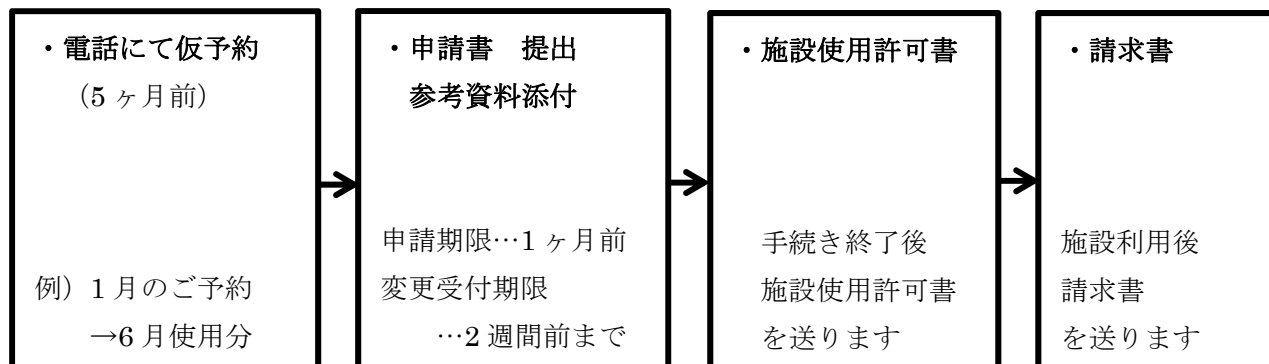 ・電話にて仮予約
（5ヶ月前）
例）1月のご予約
→6月使用分
・申請書　提出
参考資料添付
申請期限…1ヶ月前
変更受付期限
…2週間前まで
・施設使用許可書
手続き終了後
施設使用許可書
を送ります
・請求書
施設利用後
請求書
を送ります